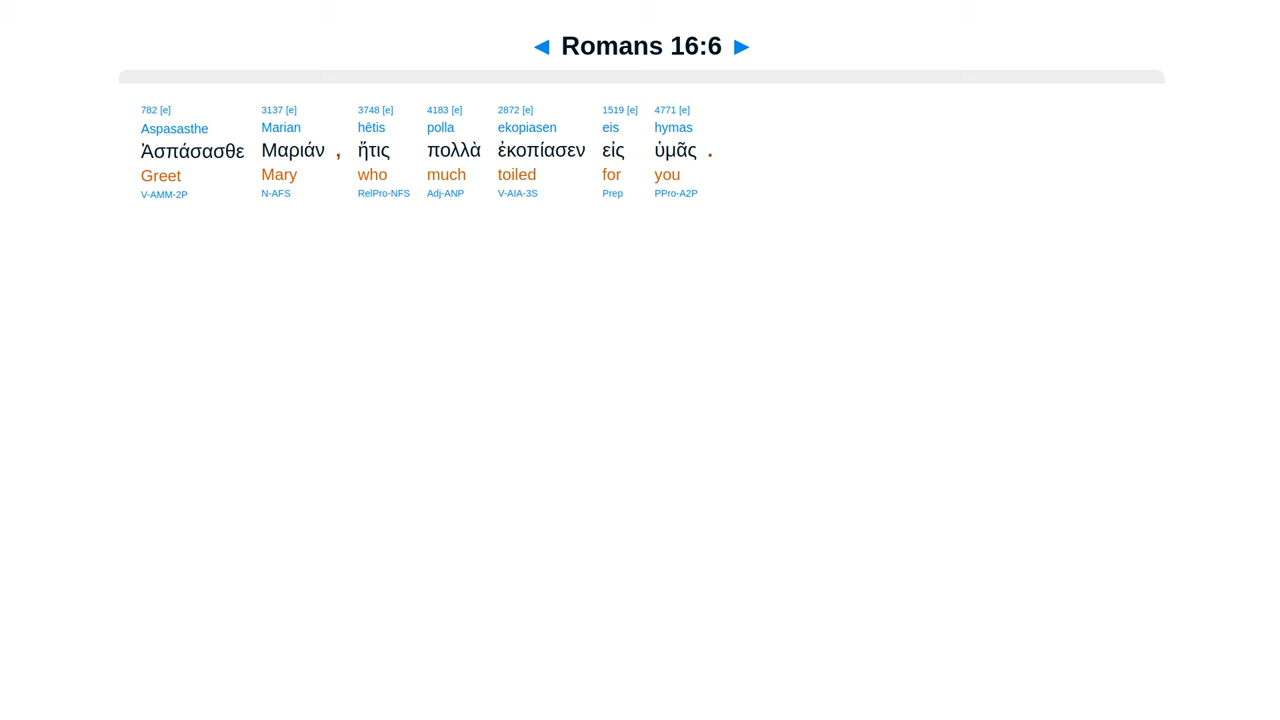 ◄ Romans 16:6 ►
782 [e] 3137 [e] 3748 [e] 4183 [e] 2872 [e] 1519 [e] 4771 [e]
Aspasasthe Marian hētis polla ekopiasen eis hymas
Ἀσπάσασθε Μαριάν , ἥτις πολλὰ ἐκοπίασεν εἰς ὑμᾶς .
Greet Mary who much toiled for you
V-AMM-2P N-AFS RelPro-NFS Adj-ANP V-AIA-3S Prep PPro-A2P